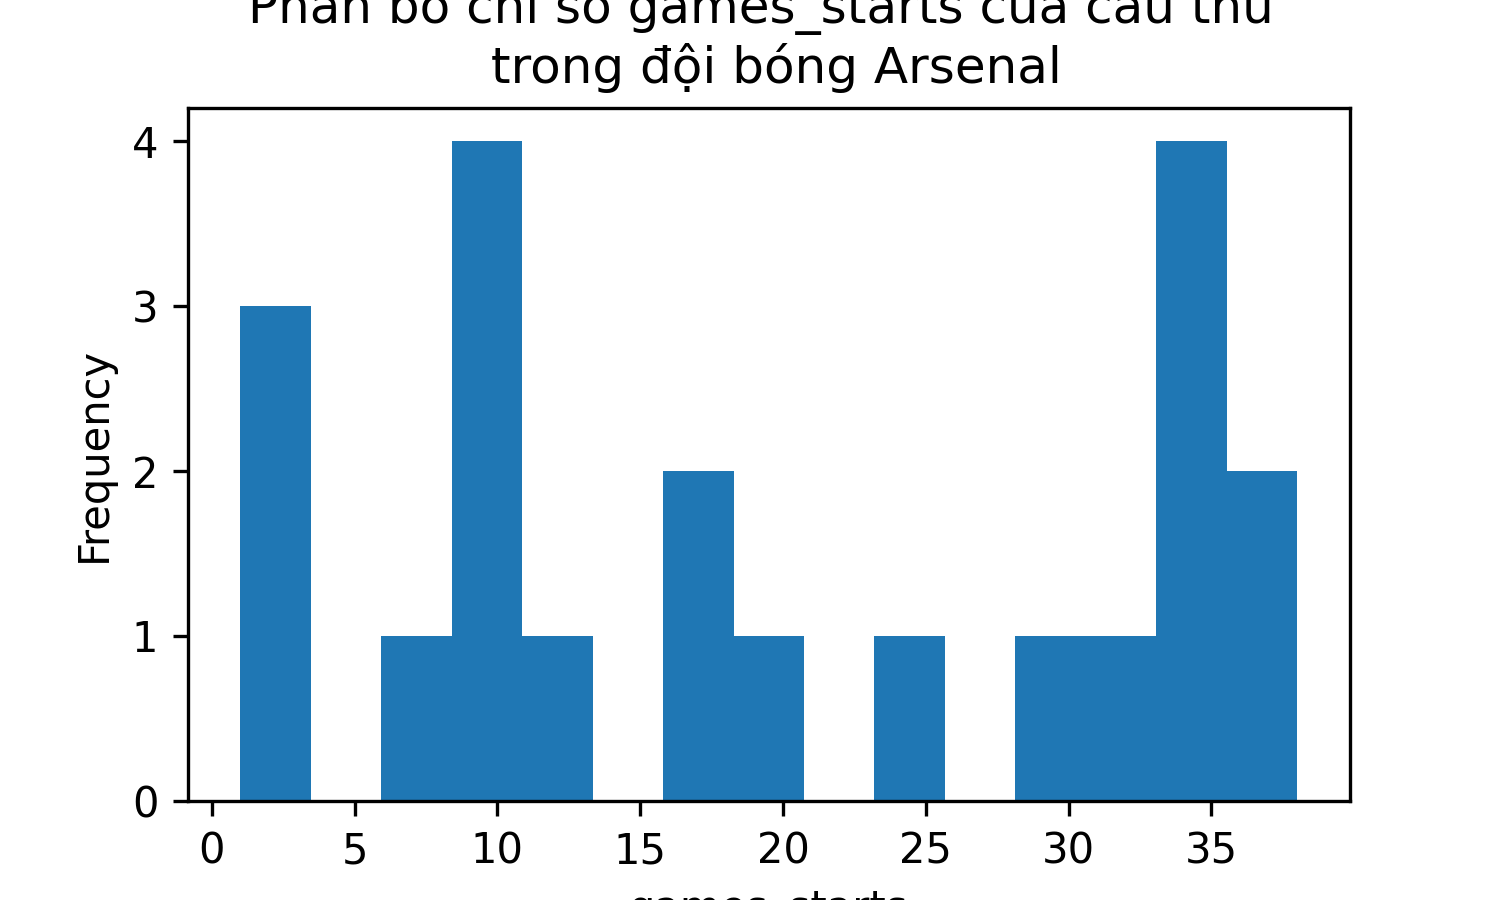 Phân bố chỉ số games_starts của cầu thủ
trong đội bóng Arsenal
4
3
2
1
0
Frequency
0 5 10 15 20 25 30 35
games_starts